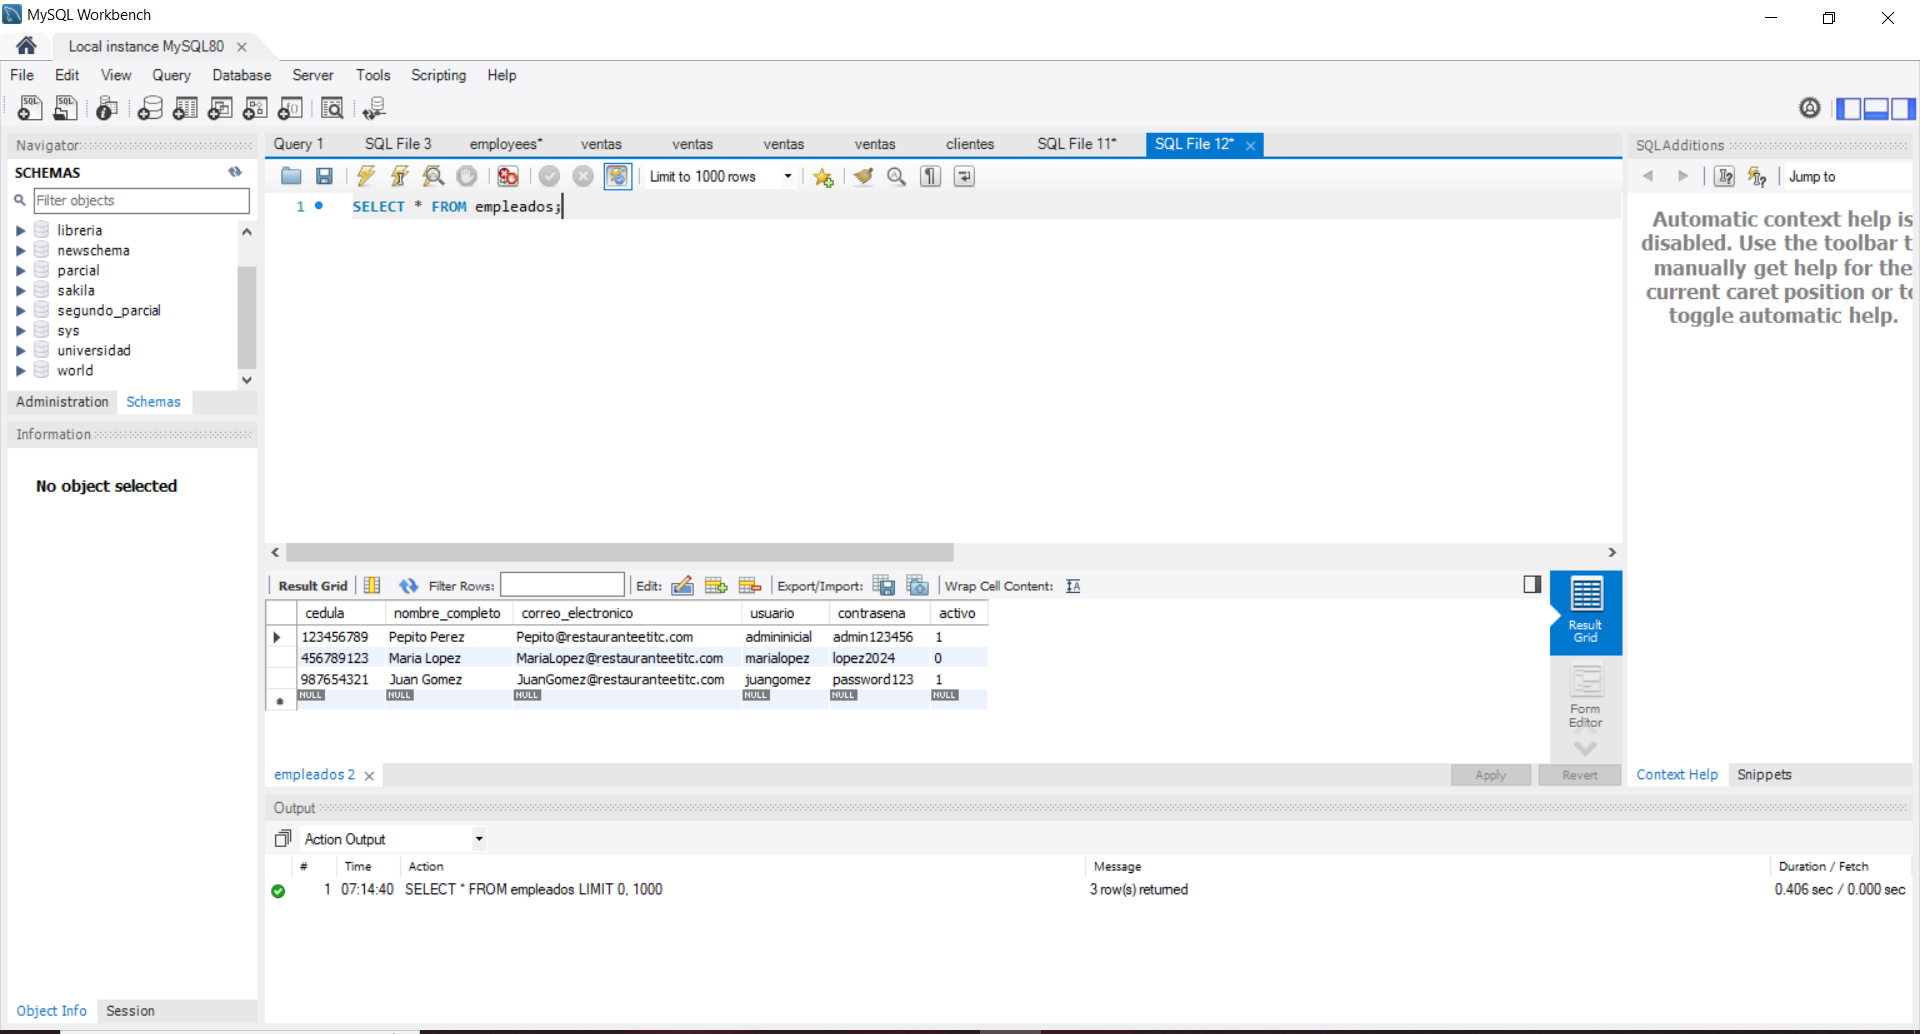 MySQL Workbench
Local instance MySQL80
File Edit View Query Database Server Tools Scripting Help
Navigator
SCHEMAS
Filter objects
libreria
newschema
parcial
sakila
segundo_parcial
sys
universidad
world
Administration Schemas
Information
No object selected
Object Info Session
Query 1 SQL File 3 employees* ventas ventas ventas ventas clientes SQL File 11* SQL File 12*
Limit to 1000 rows
1 SELECT * FROM empleados;
Result Grid Filter Rows: Edit: Export/Import: Wrap Cell Content:
cedula nombre_completo correo_electronico usuario contrasena activo
123456789 Pepito Perez Pepito@restauranteetitc.com admininicial admin123456 1
456789123 Maria Lopez MariaLopez@restauranteetitc.com marialopez lopez2024 0
987654321 Juan Gomez JuanGomez@restauranteetitc.com juangomez password123 1
NULL NULL NULL NULL NULL NULL
Result
Grid
Form
Editor
empleados 2
Apply Revert
SQLAdditions
Jump to
Automatic context help is
disabled. Use the toolbar t
manually get help for the
current caret position or to
toggle automatic help.
Context Help Snippets
Output
Action Output
# Time Action Message Duration / Fetch
1 07:14:40 SELECT * FROM empleados LIMIT 0, 1000 3 row(s) returned 0.406 sec / 0.000 sec